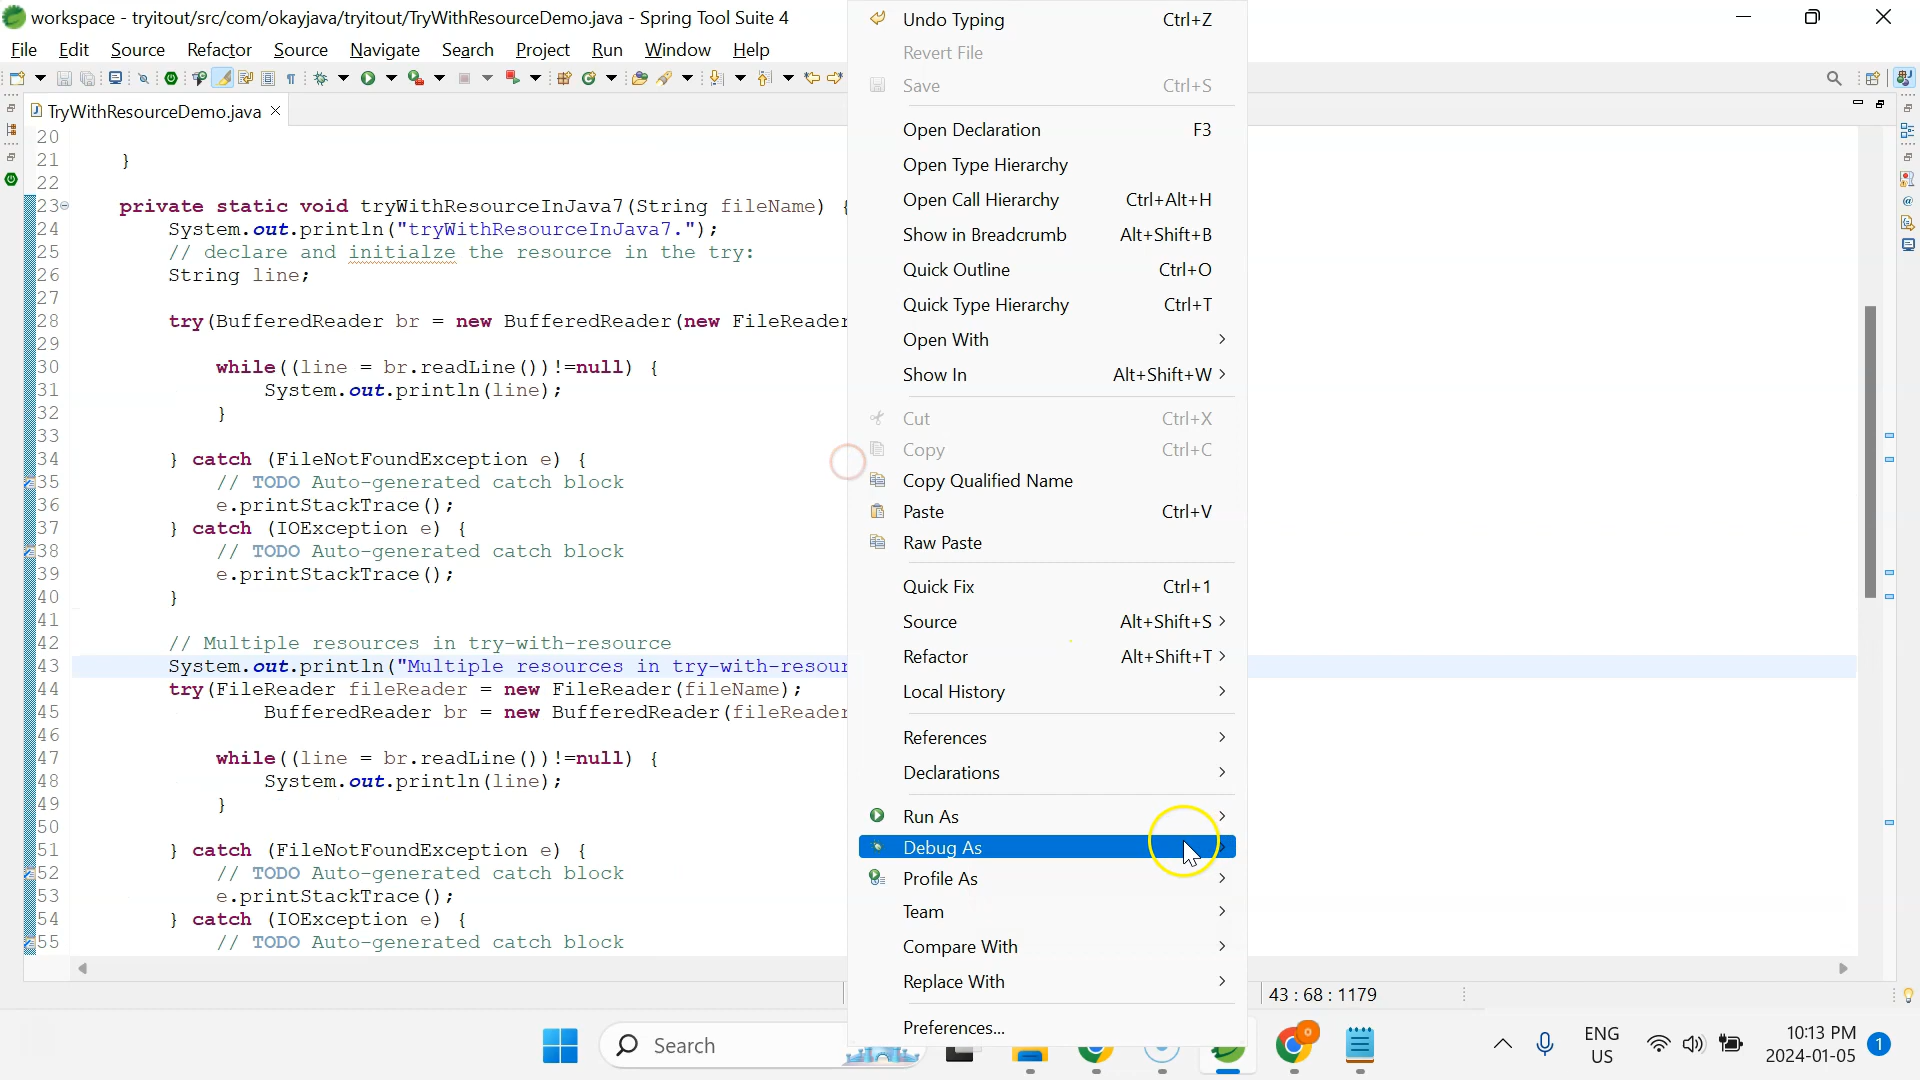 workspace - tryitout/src/com/okayjava/tryitout/TryWithResourceDemo.java - Spring Tool Suite 4
File Edit Source Refactor Source Navigate Search Project Run Window Help
TryWithResourceDemo.java
20
21 }
22
23 private static void tryWithResourceInJava7(String fileName) {
24 System.out.println("tryWithResourceInJava7.");
25 // declare and initialze the resource in the try:
26 String line;
27
28 try(BufferedReader br = new BufferedReader(new FileReader
29
30 while((line = br.readLine())!=null) {
31 System.out.println(line);
32 }
33
34 } catch (FileNotFoundException e) {
35 // TODO Auto-generated catch block
36 e.printStackTrace();
37 } catch (IOException e) {
38 // TODO Auto-generated catch block
39 e.printStackTrace();
40 }
41
42 // Multiple resources in try-with-resource
43 System.out.println("Multiple resources in try-with-resour
44 try(FileReader fileReader = new FileReader(fileName);
45 BufferedReader br = new BufferedReader(fileReader
46
47 while((line = br.readLine())!=null) {
48 System.out.println(line);
49 }
50
51 } catch (FileNotFoundException e) {
52 // TODO Auto-generated catch block
53 e.printStackTrace();
54 } catch (IOException e) {
55 // TODO Auto-generated catch block
Undo Typing Ctrl+Z
Revert File
Save Ctrl+S
Open Declaration F3
Open Type Hierarchy
Open Call Hierarchy Ctrl+Alt+H
Show in Breadcrumb Alt+Shift+B
Quick Outline Ctrl+O
Quick Type Hierarchy Ctrl+T
Open With
Show In Alt+Shift+W
Cut Ctrl+X
Copy Ctrl+C
Copy Qualified Name
Paste Ctrl+V
Raw Paste
Quick Fix Ctrl+1
Source Alt+Shift+S
Refactor Alt+Shift+T
Local History
References
Declarations
Run As
Debug As
Profile As
Team
Compare With
Replace With
Preferences...
43 : 68 : 1179
Search
ENG
US
10:13 PM
2024-01-05
1